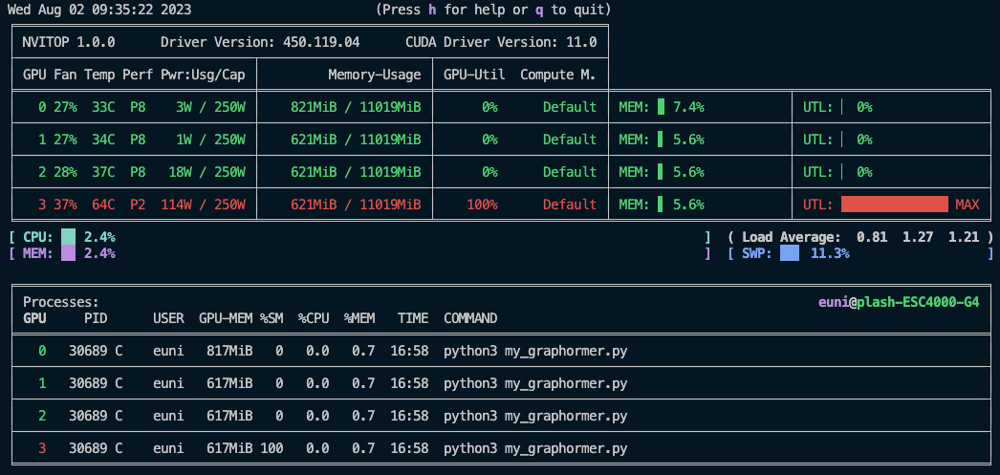 Wed Aug 02 09:35:22 2023 (Press h for help or q to quit)
NVITOP 1.0.0 Driver Version: 450.119.04 CUDA Driver Version: 11.0
GPU Fan Temp Perf Pwr:Usg/Cap Memory-Usage GPU-Util Compute M.
0 27% 33C P8 3W / 250W 821MiB / 11019MiB 0% Default MEM: 7.4% UTL: 0%
1 27% 34C P8 1W / 250W 621MiB / 11019MiB 0% Default MEM: 5.6% UTL: 0%
2 28% 37C P8 18W / 250W 621MiB / 11019MiB 0% Default MEM: 5.6% UTL: 0%
3 37% 64C P2 114W / 250W 621MiB / 11019MiB 100% Default MEM: 5.6% UTL: MAX
[ CPU: 2.4% ] ( Load Average: 0.81 1.27 1.21 )
[ MEM: 2.4% ] [ SWP: 11.3% ]
Processes: euni@plash-ESC4000-G4
GPU PID USER GPU-MEM %SM %CPU %MEM TIME COMMAND
0 30689 C euni 817MiB 0 0.0 0.7 16:58 python3 my_graphormer.py
1 30689 C euni 617MiB 0 0.0 0.7 16:58 python3 my_graphormer.py
2 30689 C euni 617MiB 0 0.0 0.7 16:58 python3 my_graphormer.py
3 30689 C euni 617MiB 100 0.0 0.7 16:58 python3 my_graphormer.py